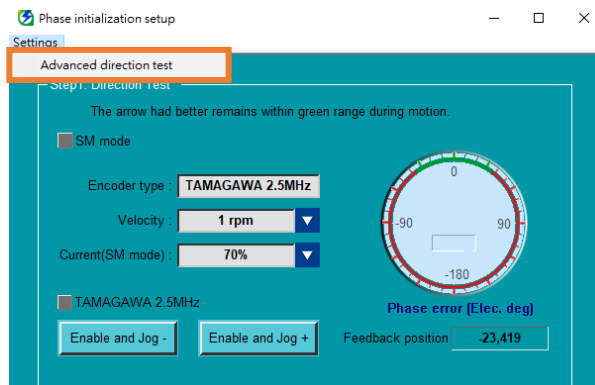 Phase initialization setup
Settings
Advanced direction test
Step1. Direction Test
The arrow had better remains within green range during motion.
SM mode
Encoder type : TAMAGAWA 2.5MHz
Velocity : 1 rpm
Current(SM mode) : 70%
TAMAGAWA 2.5MHz
Enable and Jog - Enable and Jog +
0
-90 90
-180
Phase error (Elec. deg)
Feedback position -23,419